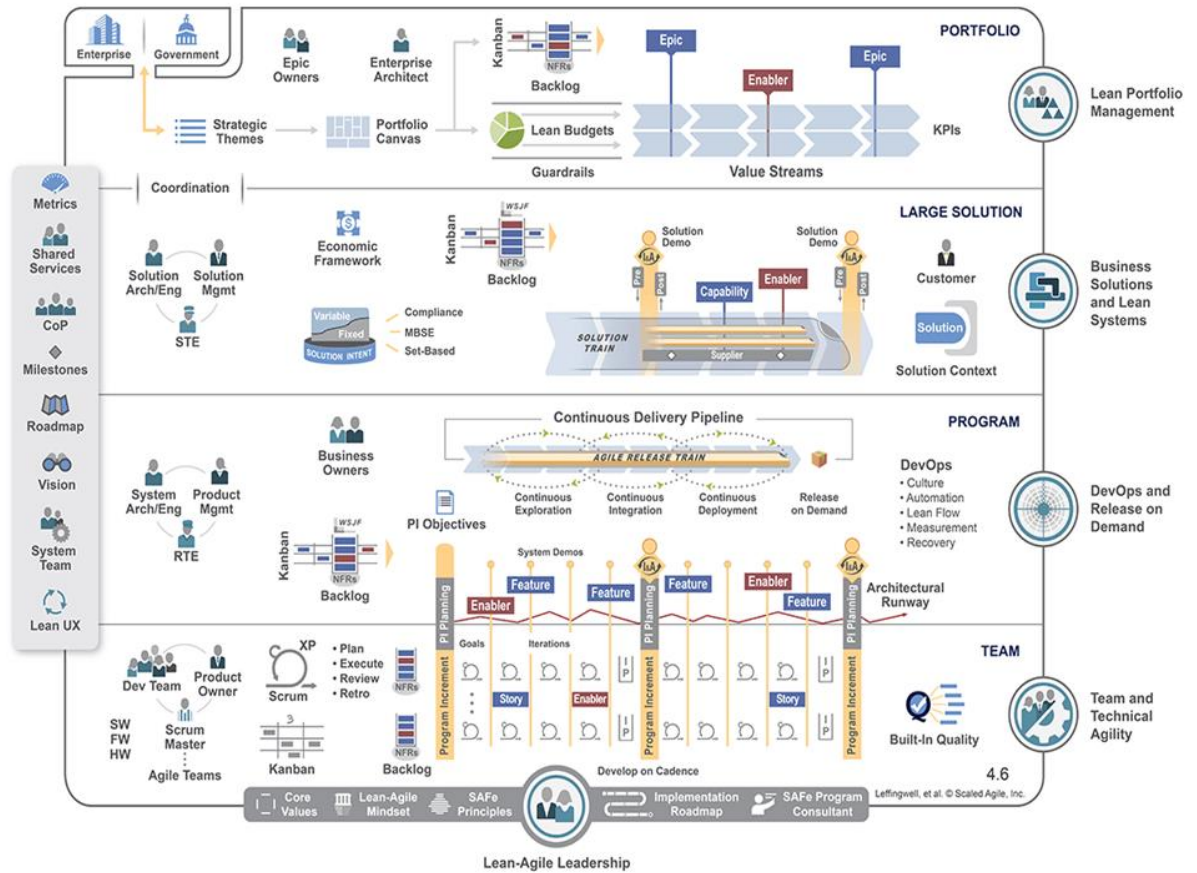 Enterprise
Government
Epic
Owners
Enterprise
Architect
Kanban
NFRs
Backlog
Epic
Enabler
Epic
PORTFOLIO
Strategic
Themes
Portfolio
Canvas
Lean Budgets
Guardrails
Value Streams
KPIs
Lean Portfolio
Management
Metrics
Shared
Services
CoP
Milestones
Roadmap
Vision
System
Team
Lean UX
Coordination
LARGE SOLUTION
Solution
Arch/Eng
Solution
Mgmt
STE
Economic
Framework
Variable
Fixed
SOLUTION INTENT
Compliance
MBSE
Set-Based
Kanban
WSJF
NFRs
Backlog
Solution
Demo
I&A
Pre
Post
Capability
Enabler
Solution
Demo
I&A
Pre
Post
SOLUTION
TRAIN
Supplier
Customer
Solution
Solution Context
Business
Solutions
and Lean
Systems
PROGRAM
System
Arch/Eng
Product
Mgmt
RTE
Business
Owners
Kanban
WSJF
NFRs
Backlog
Continuous Delivery Pipeline
AGILE RELEASE TRAIN
Continuous
Exploration
Continuous
Integration
Continuous
Deployment
Release
on Demand
DevOps
• Culture
• Automation
• Lean Flow
• Measurement
• Recovery
DevOps and
Release on
Demand
PI Objectives
System Demos
I&A
I&A
Enabler
Feature
Feature
Feature
Enabler
Feature
Architectural
Runway
PI Planning
PI Planning
PI Planning
TEAM
Dev Team
Product
Owner
Scrum
Master
Agile Teams
SW
FW
HW
XP
Scrum
• Plan
• Execute
• Review
• Retro
3
Kanban
NFRs
NFRs
Backlog
Program Increment
Goals
Iterations
Story
Enabler
I
P
I
P
Program Increment
Story
I
P
I
P
Program Increment
Develop on Cadence
Built-In Quality
Team and
Technical
Agility
4.6
Leffingwell, et al. © Scaled Agile, Inc.
Core
Values
Lean-Agile
Mindset
SAFe
Principles
Implementation
Roadmap
SAFe Program
Consultant
Lean-Agile Leadership